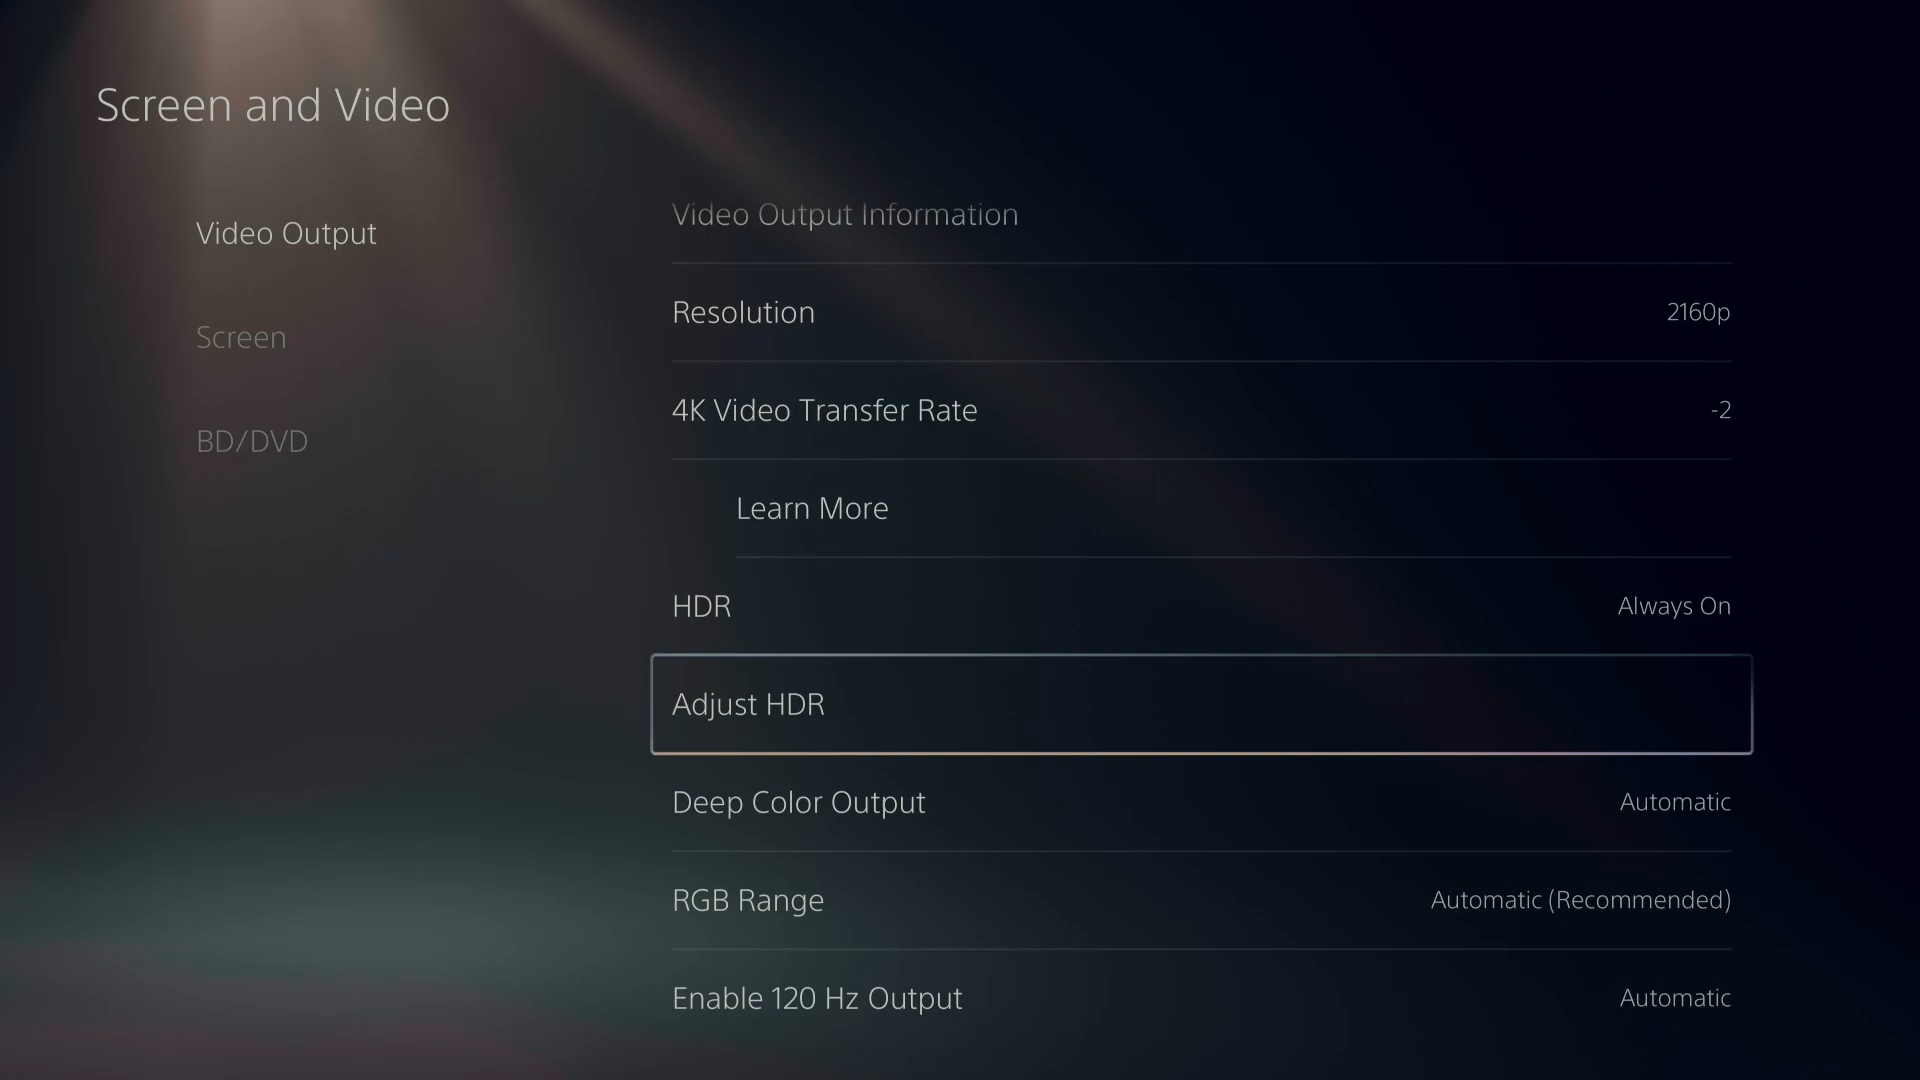 Screen and Video
Video Output
Screen
BD/DVD
Video Output Information
Resolution 2160p
4K Video Transfer Rate -2
Learn More
HDR Always On
Adjust HDR
Deep Color Output Automatic
RGB Range Automatic (Recommended)
Enable 120 Hz Output Automatic